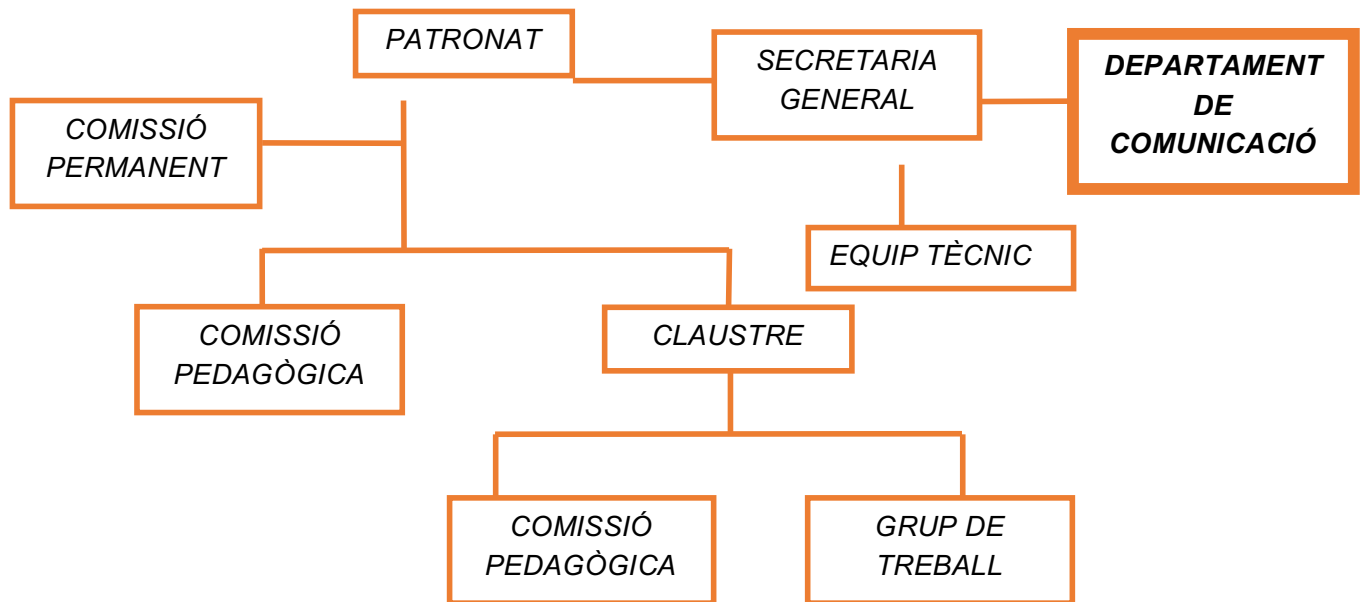 PATRONAT
SECRETARIA
GENERAL
DEPARTAMENT
DE
COMUNICACIÓ
COMISSIÓ
PERMANENT
EQUIP TÈCNIC
COMISSIÓ
PEDAGÒGICA
CLAUSTRE
COMISSIÓ
PEDAGÒGICA
GRUP DE
TREBALL